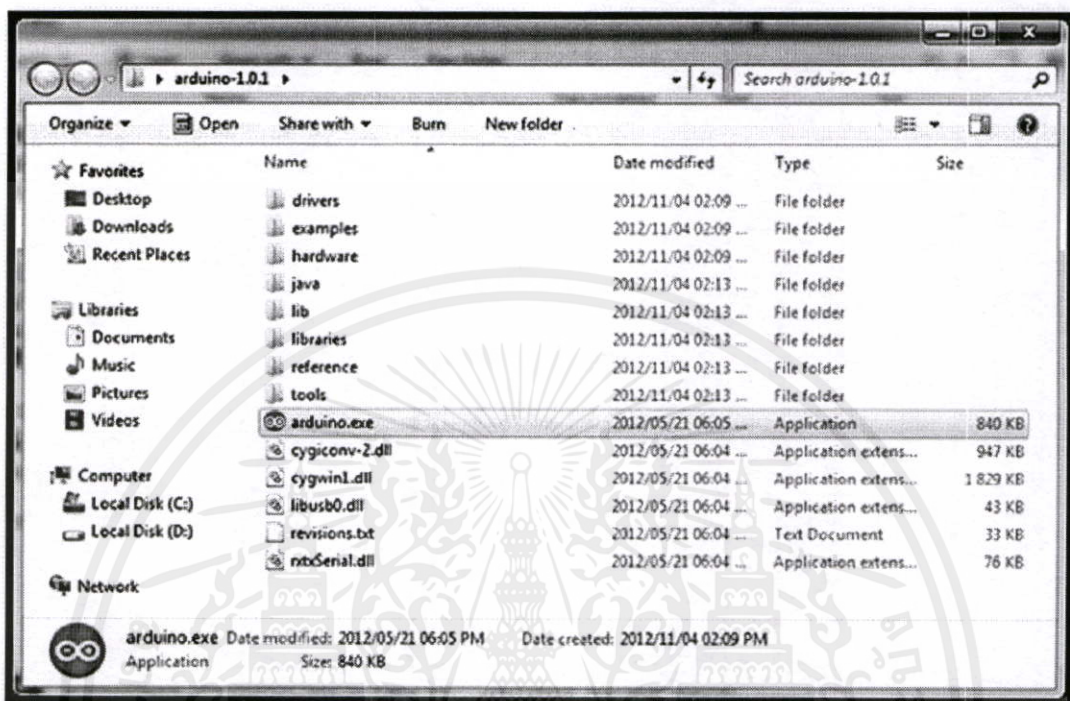 arduino-1.0.1
Search arduino-1.0.1
Organize Open Share with Burn New folder
Name Date modified Type Size
Favorites
Desktop
Downloads
Recent Places
Libraries
Documents
Music
Pictures
Videos
Computer
Local Disk (C:)
Local Disk (D:)
Network
drivers 2012/11/04 02:09 ... File folder
examples 2012/11/04 02:09 ... File folder
hardware 2012/11/04 02:09 ... File folder
java 2012/11/04 02:13 ... File folder
lib 2012/11/04 02:13 ... File folder
libraries 2012/11/04 02:13 ... File folder
reference 2012/11/04 02:13 ... File folder
tools 2012/11/04 02:13 ... File folder
arduino.exe 2012/05/21 06:05 ... Application 840 KB
cygiconv-2.dll 2012/05/21 06:04 ... Application extens... 947 KB
cygwin1.dll 2012/05/21 06:04 ... Application extens... 1 829 KB
libusb0.dll 2012/05/21 06:04 ... Application extens... 43 KB
revisions.txt 2012/05/21 06:04 ... Text Document 33 KB
rxtxSerial.dll 2012/05/21 06:04 ... Application extens... 76 KB
arduino.exe Date modified: 2012/05/21 06:05 PM Date created: 2012/11/04 02:09 PM
Application Size: 840 KB